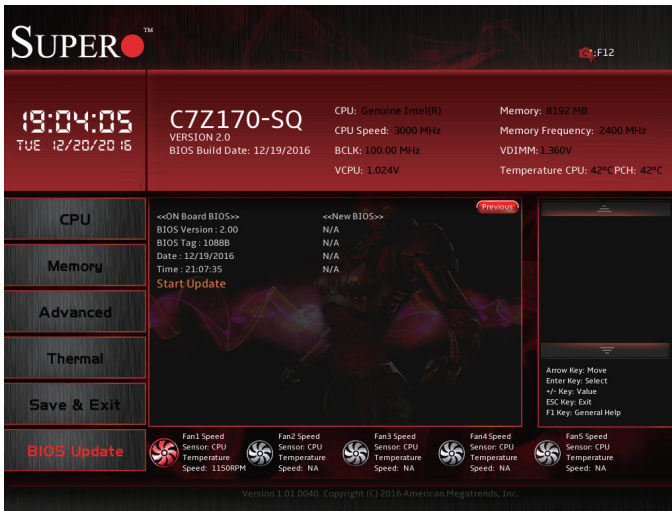 SUPER
TM
:F12
19:04:05
TUE 12/20/2016
C7Z170-SQ
VERSION 2.0
BIOS Build Date: 12/19/2016
CPU: Genuine Intel(R)
CPU Speed: 3000 MHz
BCLK: 100.00 MHz
VCPU: 1.024V
Memory: 8192 MB
Memory Frequency: 2400 MHz
VDIMM: 1.360V
Temperature CPU: 42°C PCH: 42°C
CPU
Memory
Advanced
Thermal
Save & Exit
BIOS Update
Previous
<<ON Board BIOS>> <<New BIOS>>
BIOS Version : 2.00 N/A
BIOS Tag : 1088B N/A
Date : 12/19/2016 N/A
Time : 21:07:35 N/A
Start Update
Arrow Key: Move
Enter Key: Select
+/- Key: Value
ESC Key: Exit
F1 Key: General Help
Fan1 Speed
Sensor: CPU
Temperature
Speed: 1150RPM
Fan2 Speed
Sensor: CPU
Temperature
Speed: NA
Fan3 Speed
Sensor: CPU
Temperature
Speed: NA
Fan4 Speed
Sensor: CPU
Temperature
Speed: NA
Fan5 Speed
Sensor: CPU
Temperature
Speed: NA
Version 1.01.0040. Copyright (C) 2016 American Megatrends, Inc.